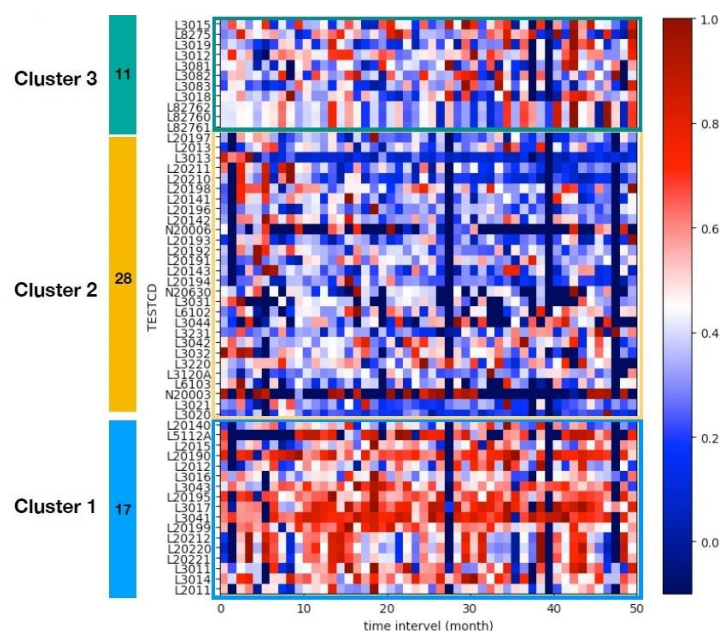 Cluster 3
11
Cluster 2
28
Cluster 1
17
TESTCD
L3015
L8275
L3019
L3012
L3081
L3082
L3083
L3018
L82762
L82760
L82761
L20197
L2013
L3013
L20211
L20210
L20198
L20141
L20196
L20142
N20006
L20193
L20192
L20191
L20143
L20194
N20630
L3031
L6102
L3044
L3231
L3042
L3032
L3220
L3120A
L6103
N20003
L3021
L3020
L20140
L5112A
L2015
L20190
L2012
L3016
L3043
L20195
L3017
L3041
L20199
L20212
L20220
L20221
L3011
L3014
L2011
0 10 20 30 40 50
time intervel (month)
1.0
0.8
0.6
0.4
0.2
0.0